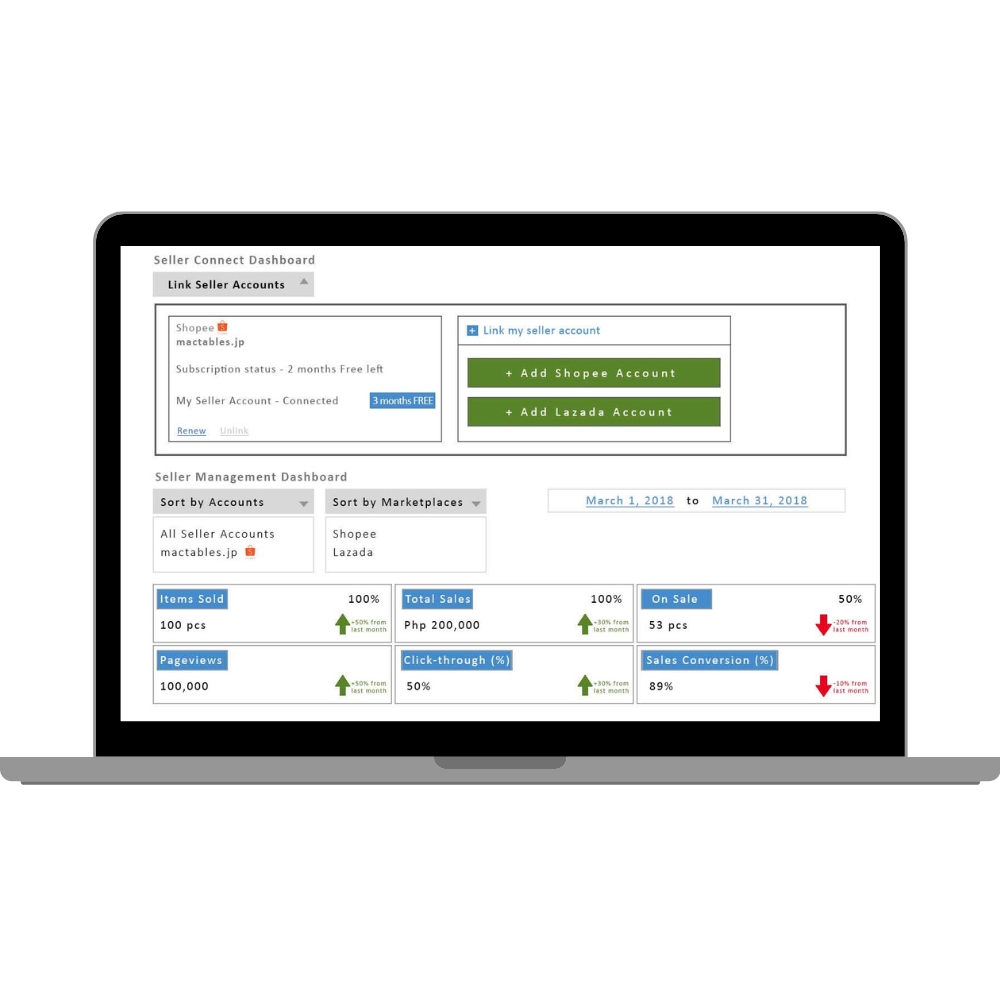 Seller Connect Dashboard
Link Seller Accounts
Shopee
mactables.jp
Subscription status - 2 months Free left
My Seller Account - Connected 3 months FREE
Renew Unlink
+ Link my seller account
+ Add Shopee Account
+ Add Lazada Account
Seller Management Dashboard
Sort by Accounts
All Seller Accounts
mactables.jp
Sort by Marketplaces
Shopee
Lazada
March 1, 2018 to March 31, 2018
Items Sold 100%
100 pcs +50% from
last month
Total Sales 100%
Php 200,000 +30% from
last month
On Sale 50%
53 pcs -20% from
last month
Pageviews
100,000 +50% from
last month
Click-through (%)
50% +30% from
last month
Sales Conversion (%)
89% -10% from
last month